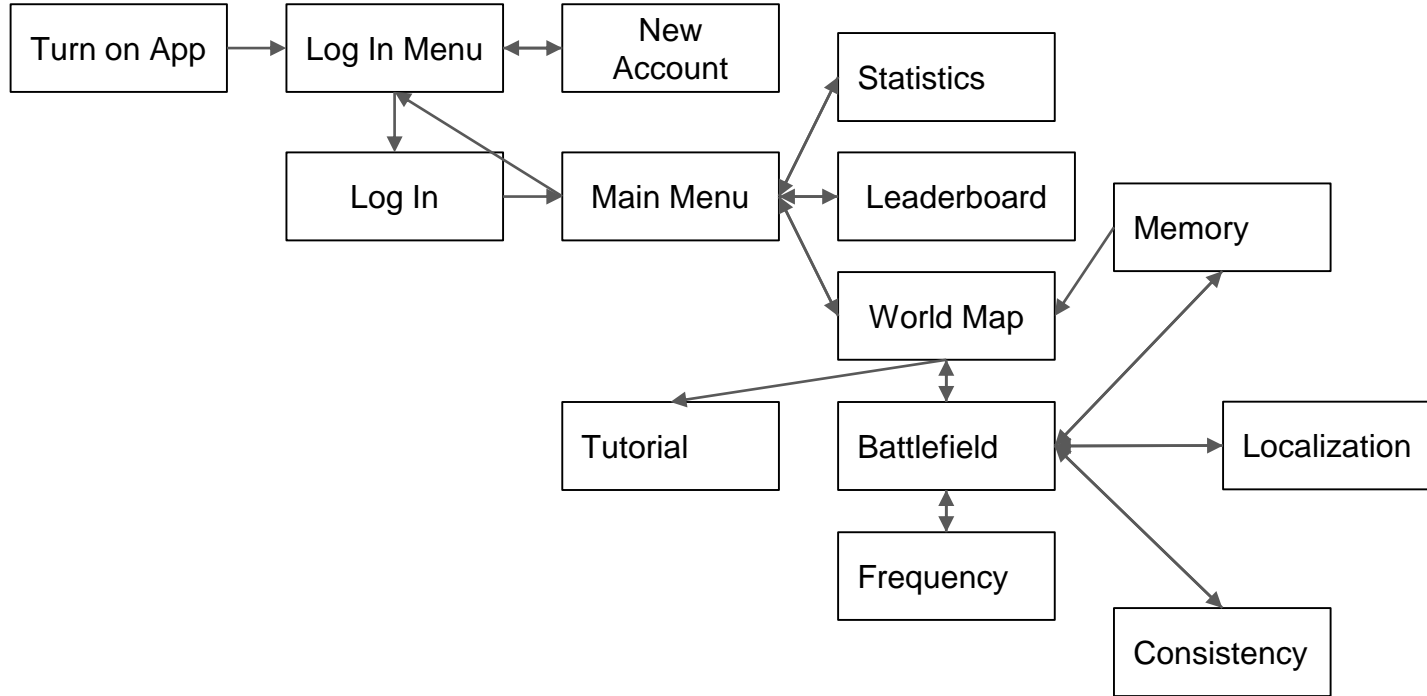 Turn on App
Log In Menu
New
Account
Statistics
Log In
Main Menu
Leaderboard
Memory
World Map
Tutorial
Battlefield
Localization
Frequency
Consistency